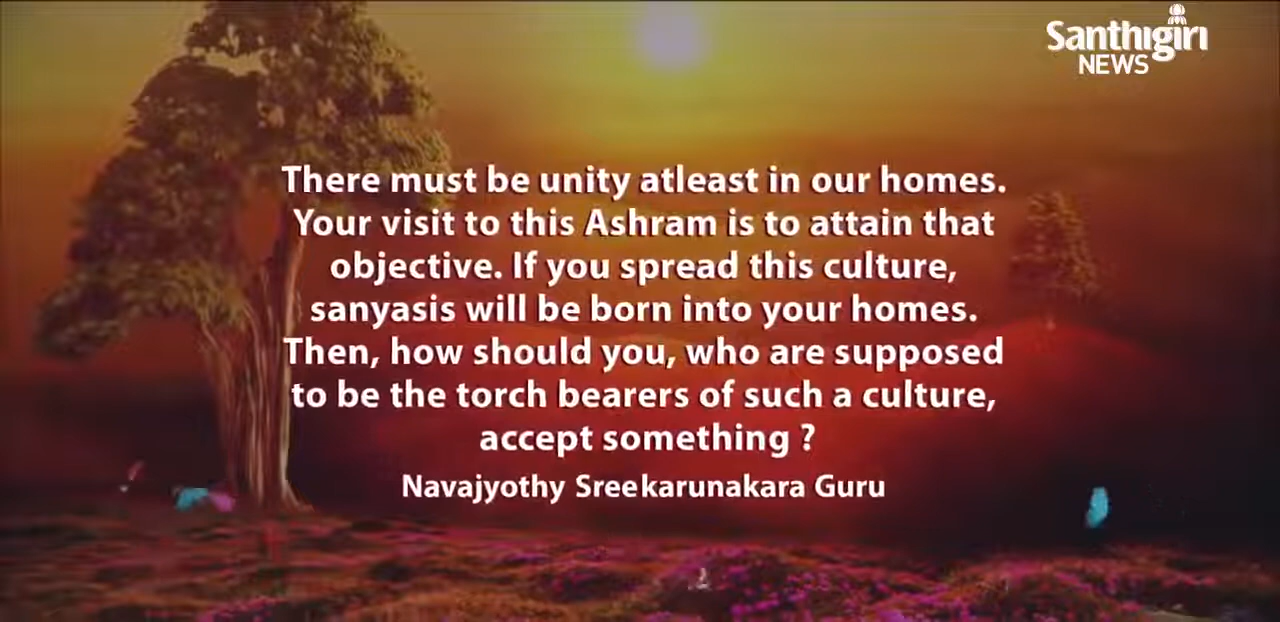 Santhigiri
NEWS
There must be unity atleast in our homes.
Your visit to this Ashram is to attain that
objective. If you spread this culture,
sanyasis will be born into your homes.
Then, how should you, who are supposed
to be the torch bearers of such a culture,
accept something ?
Navajyothy Sreekarunakara Guru